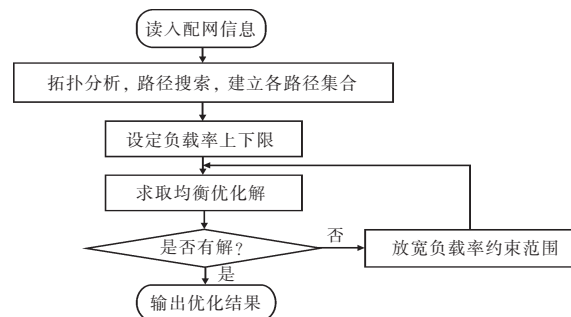 读入配网信息
拓扑分析，路径搜索，建立各路径集合
设定负载率上下限
求取均衡优化解
是否有解？
否
放宽负载率约束范围
是
输出优化结果